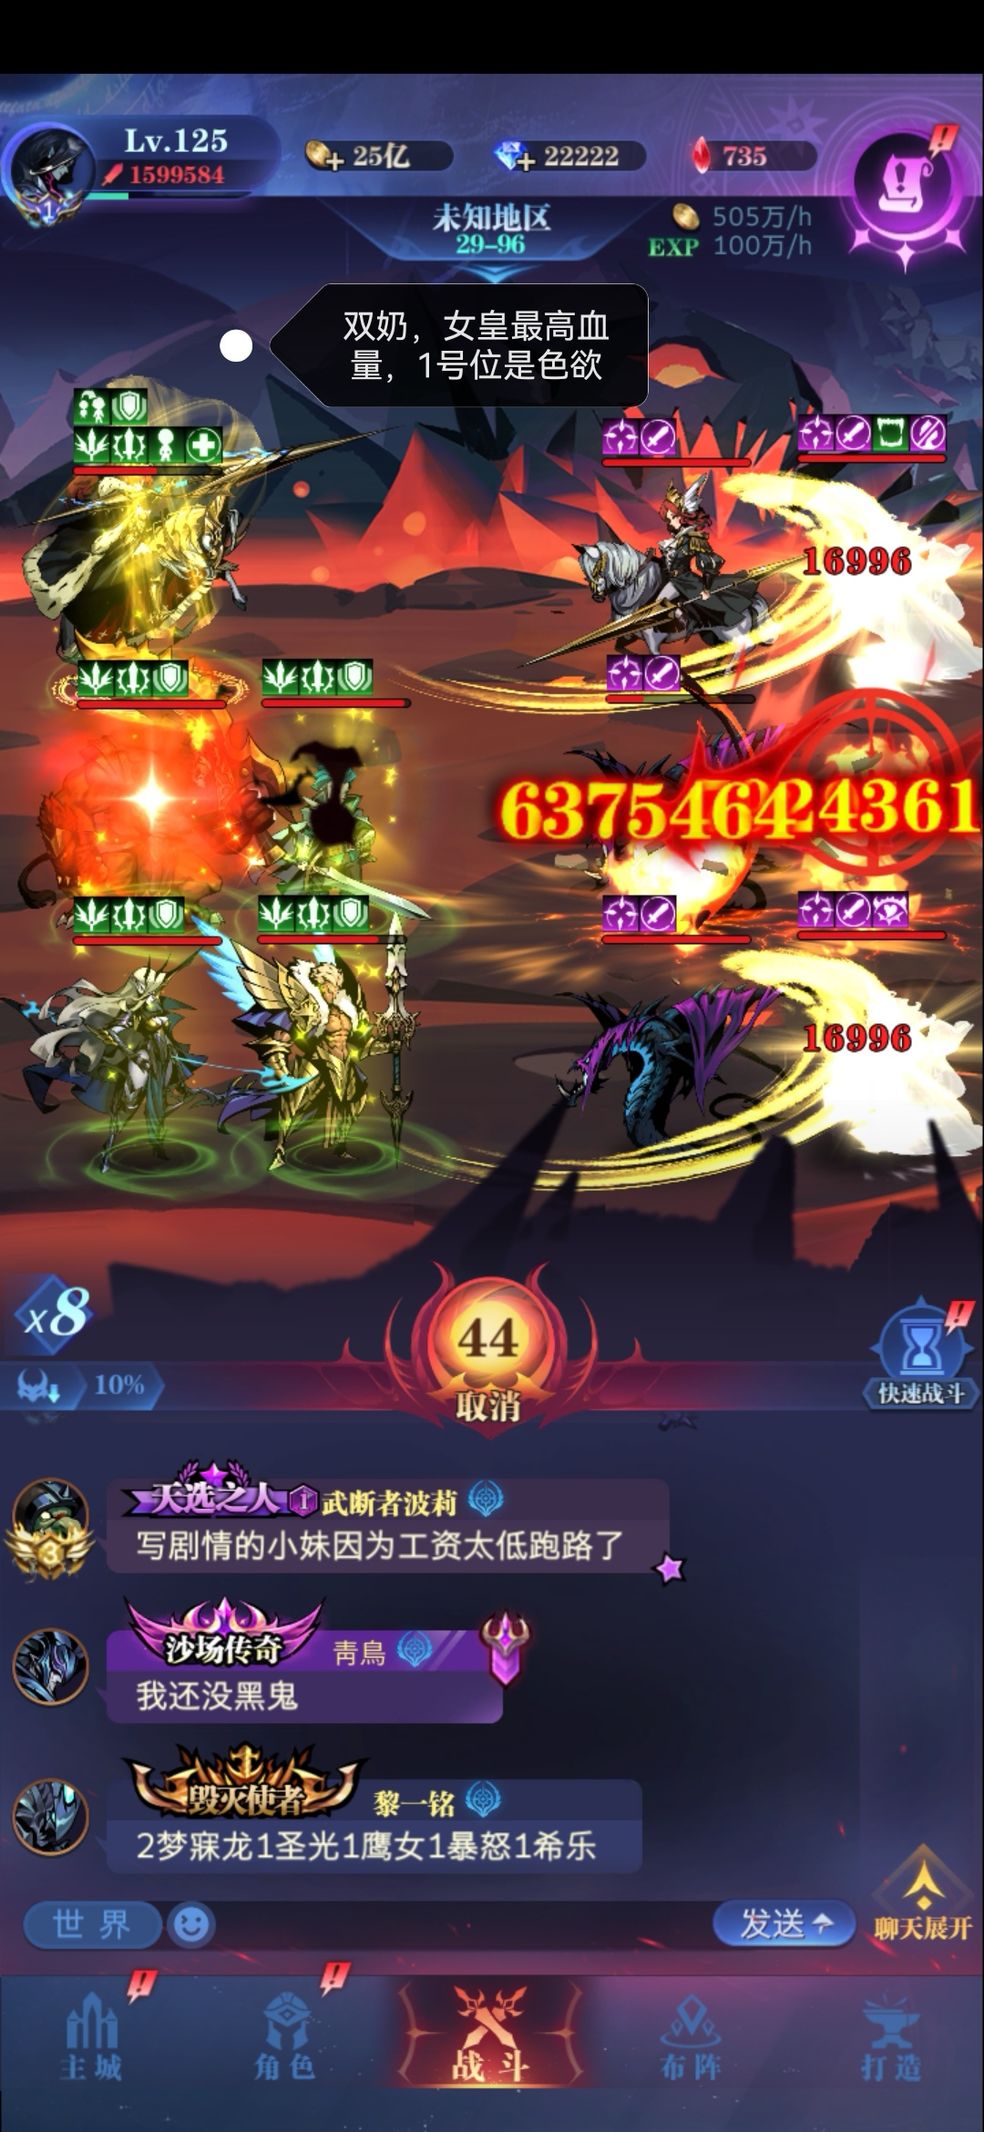 Lv.125
1599584
1
25亿
22222
735
未知地区
29-96
505万/h
EXP 100万/h
双奶，女皇最高血
量，1号位是色欲
16996
63754642
4361
16996
x8
44
取消
10%
快速战斗
天选之人 1 武断者波莉
3
写剧情的小妹因为工资太低跑路了
沙场传奇 青鳥
我还没黑鬼
毁灭使者 黎一铭
2梦寐龙1圣光1鹰女1暴怒1希乐
世界
发送
聊天展开
主城
角色
战斗
布阵
打造